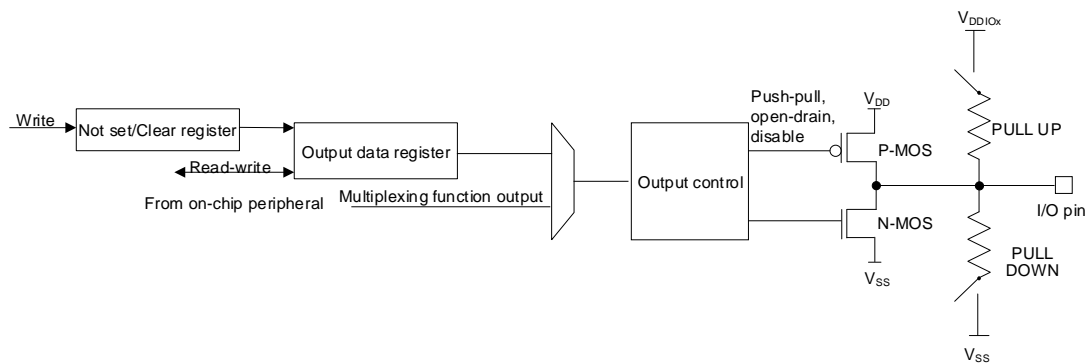 VDDIOx
Push-pull,
open-drain,
disable
VDD
Write
Not set/Clear register
PULL UP
Output data register
P-MOS
Read-write
Output control
Multiplexing function output
From on-chip peripheral
I/O pin
N-MOS
PULL
DOWN
VSS
VSS